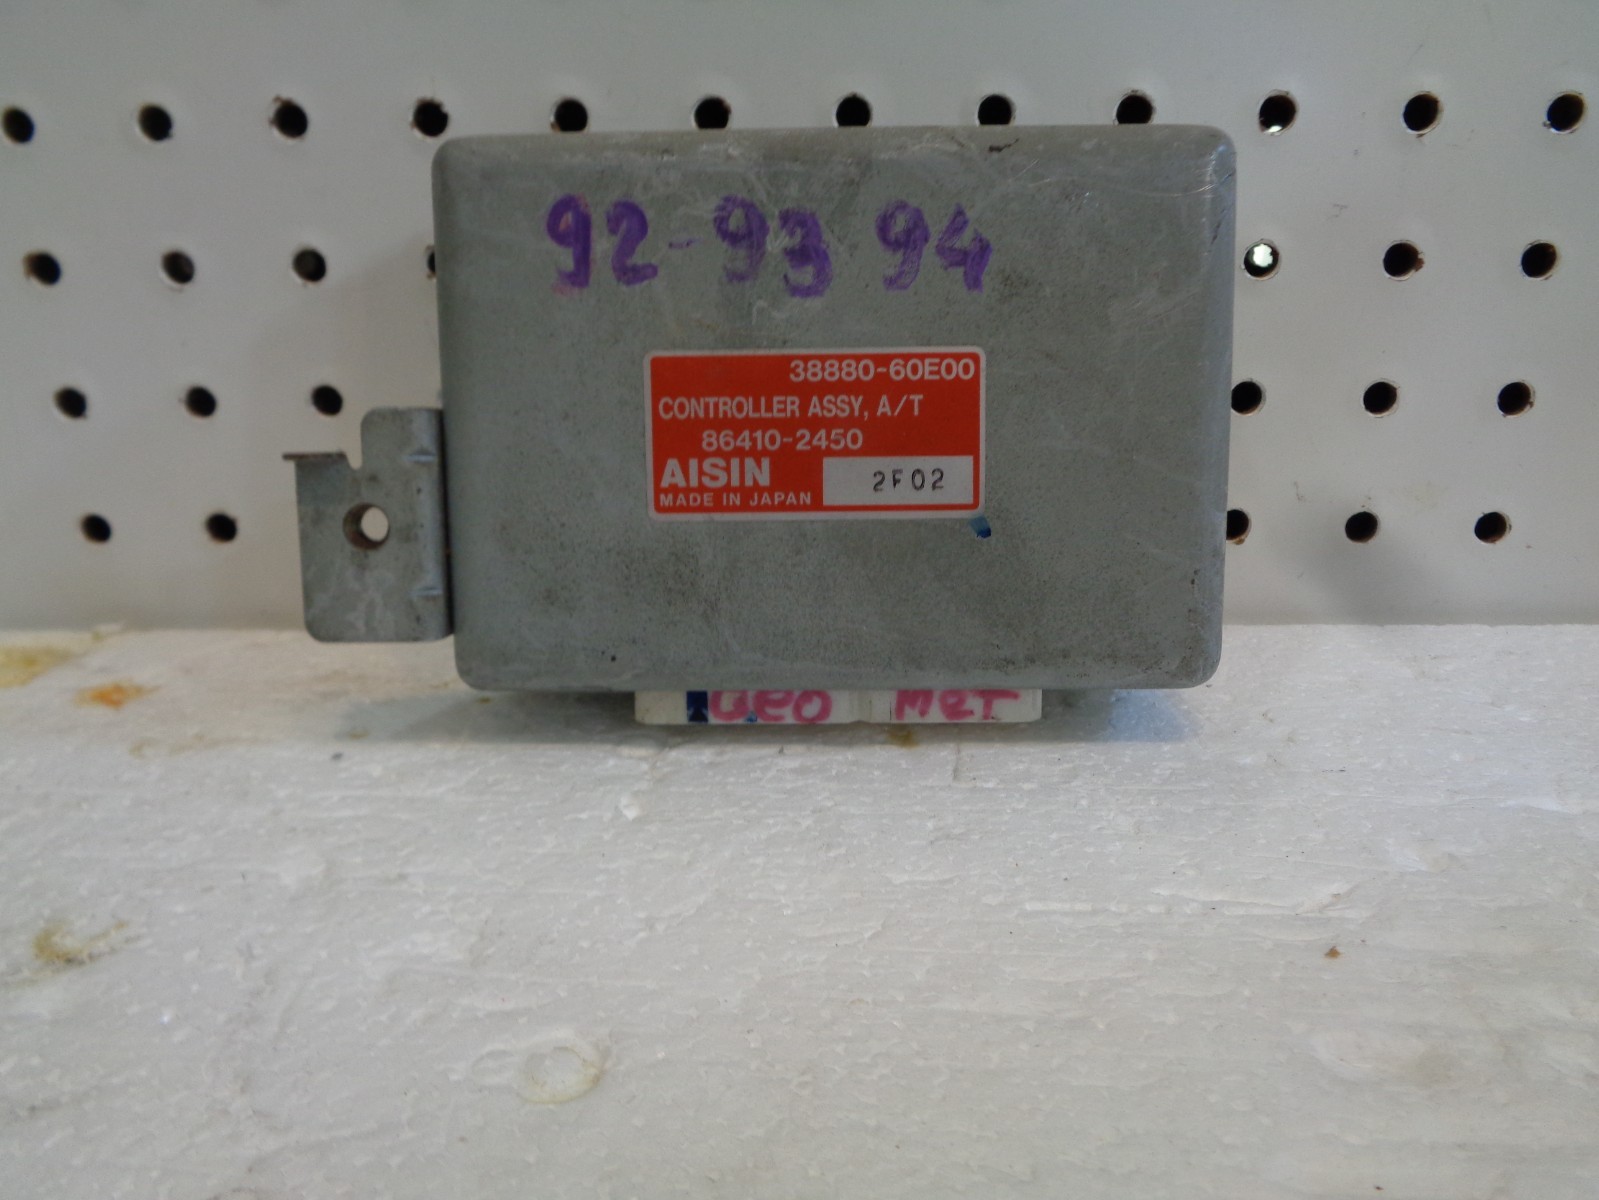 92-93 94
38880-60E00
CONTROLLER ASSY, A/T
86410-2450
AISIN
2F02
MADE IN JAPAN
Geo Met